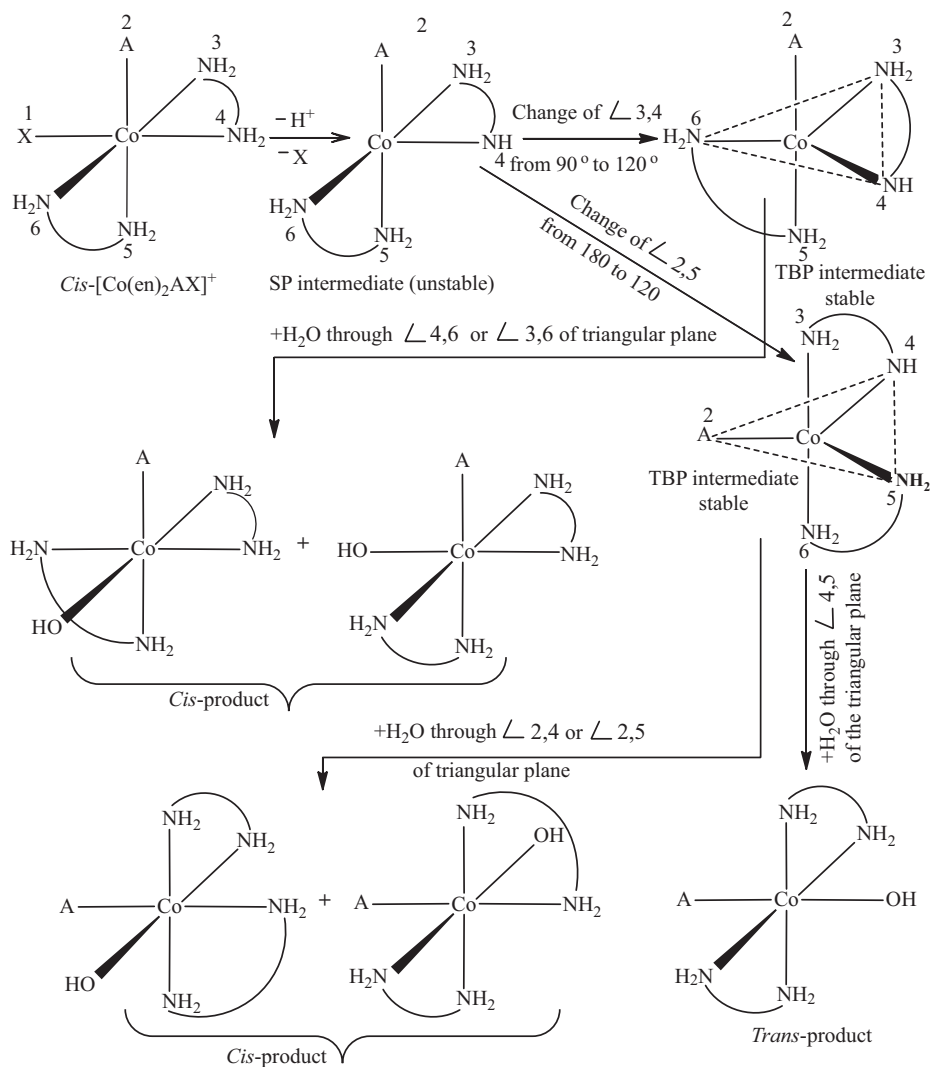 2
A
3
NH₂
1
X
Co
4
NH₂
H₂N
6
NH₂
5
Cis-[Co(en)₂AX]⁺
– H⁺
– X
2
A
3
NH₂
Co
NH
4
H₂N
6
NH₂
5
SP intermediate (unstable)
Change of ∠ 3,4
from 90° to 120°
2
A
3
NH₂
6
H₂N
Co
NH
4
NH₂
5
TBP intermediate
stable
Change of ∠ 2,5
from 180 to 120
+H₂O through ∠ 4,6 or ∠ 3,6 of triangular plane
3
NH₂
4
NH
2
A
Co
TBP intermediate
stable
5
NH₂
NH₂
6
A
NH₂
H₂N
Co
NH₂
HO
NH₂
+
A
NH₂
HO
Co
NH₂
H₂N
NH₂
Cis-product
+H₂O through ∠ 4,5
of the triangular plane
+H₂O through ∠ 2,4 or ∠ 2,5
of triangular plane
NH₂
NH₂
A
Co
NH₂
HO
NH₂
+
NH₂
OH
A
Co
NH₂
H₂N
NH₂
Cis-product
NH₂
NH₂
A
Co
OH
H₂N
NH₂
Trans-product